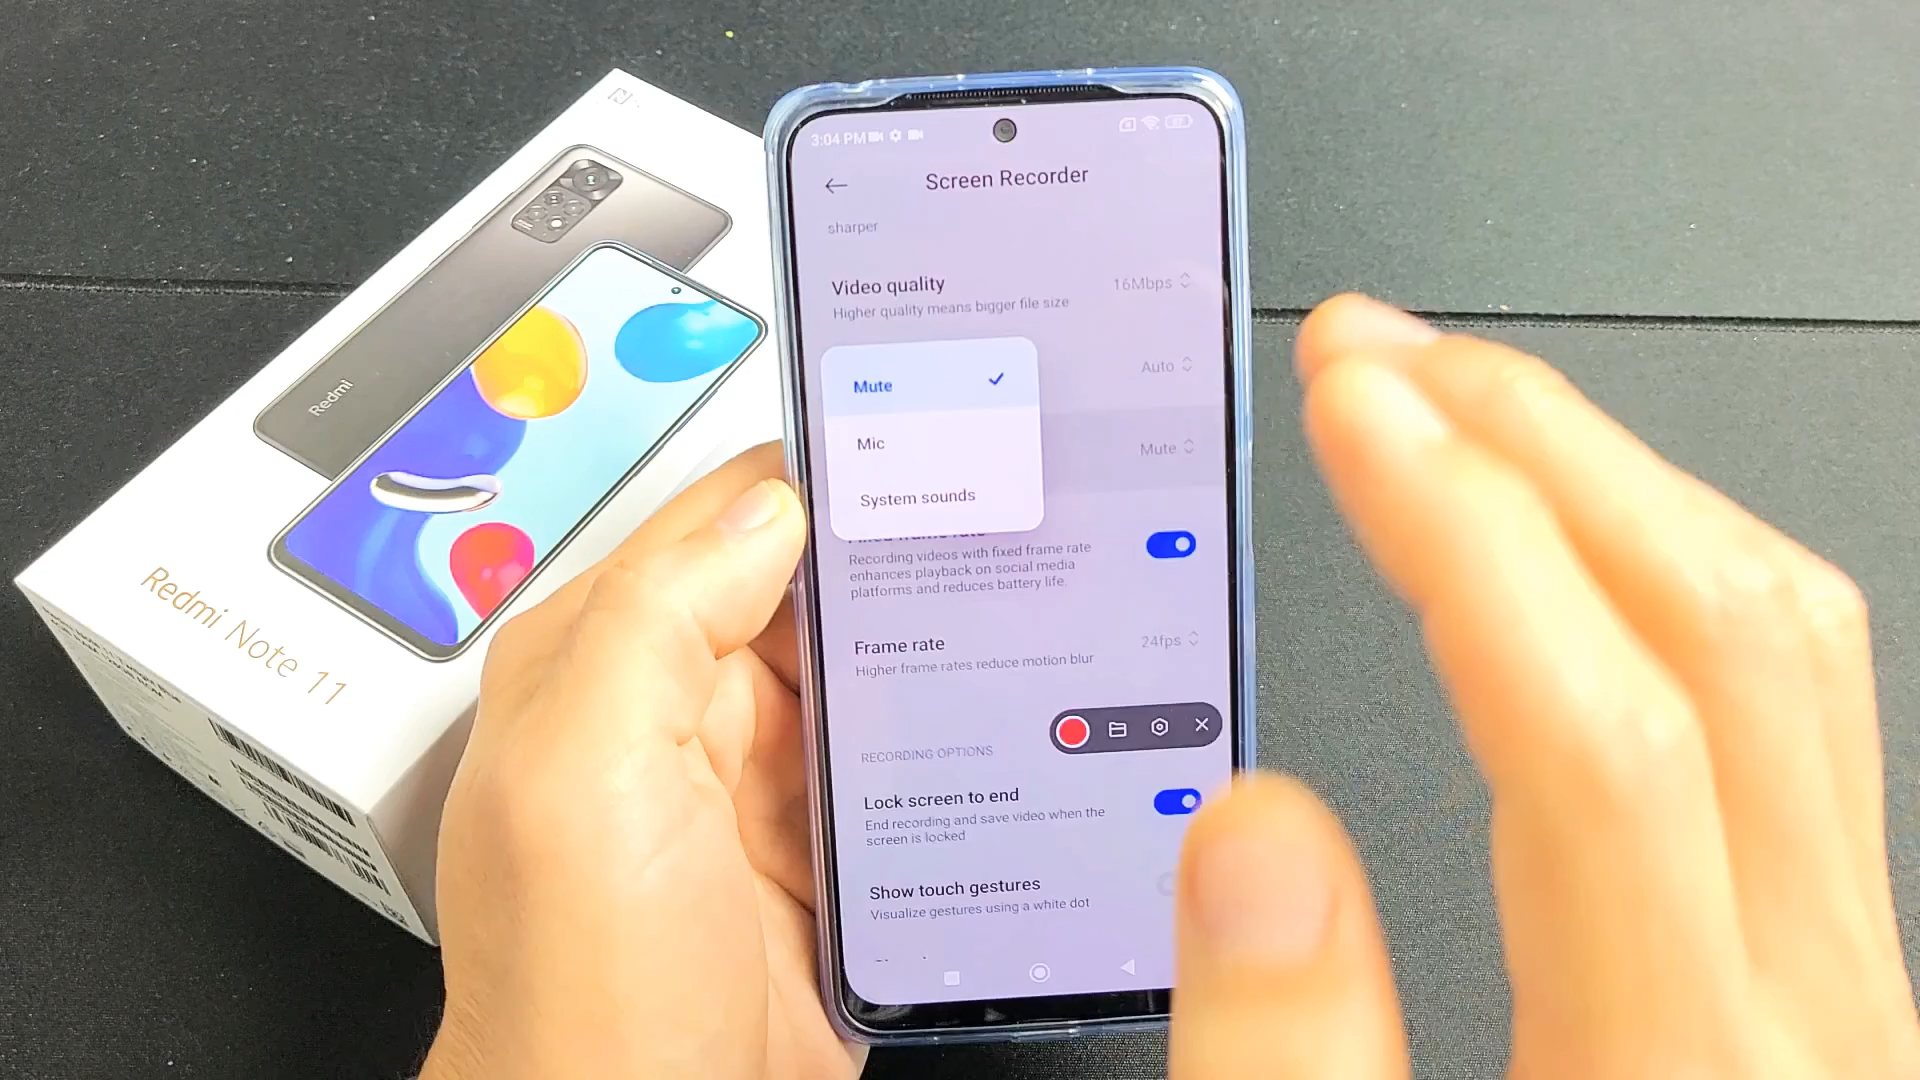 Redmi
Redmi Note 11
3:04 PM
Screen Recorder
sharper
Video quality
16Mbps
Higher quality means bigger file size
Auto
Mute
Mute
Mic
System sounds
Recording videos with fixed frame rate
enhances playback on social media
platforms and reduces battery life.
Frame rate
24fps
Higher frame rates reduce motion blur
RECORDING OPTIONS
Lock screen to end
End recording and save video when the
screen is locked
Show touch gestures
Visualize gestures using a white dot